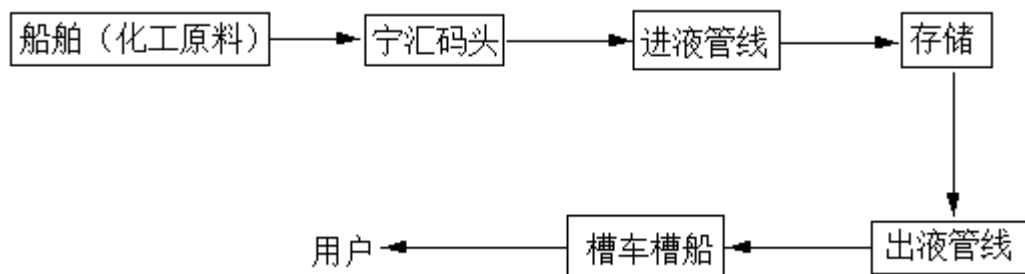 船舶（化工原料）
宁汇码头
进液管线
存储
出液管线
槽车槽船
用户